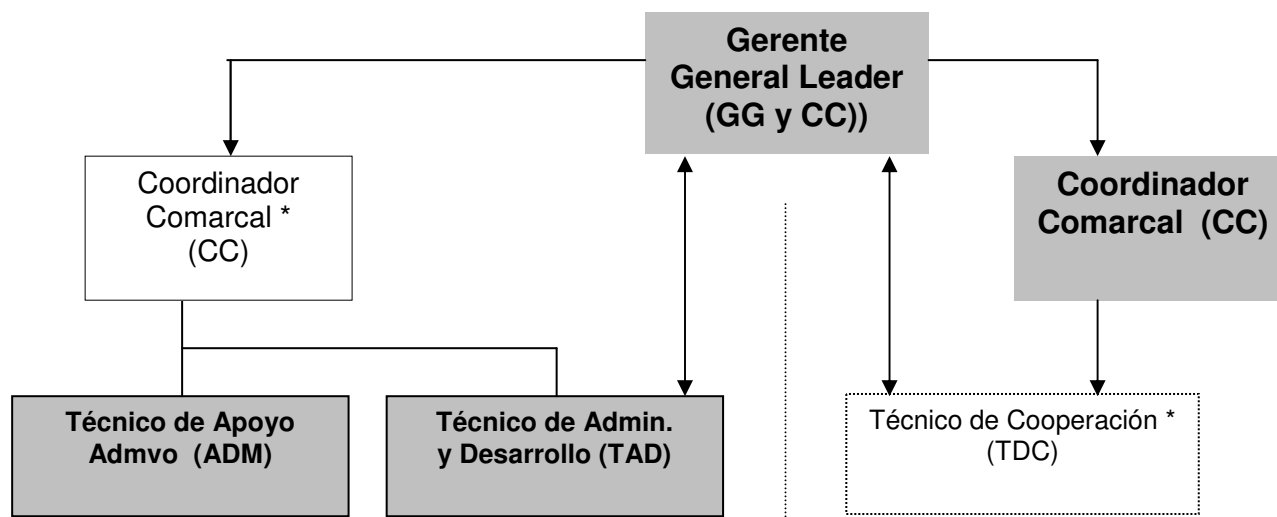 Gerente
General Leader
(GG y CC))
Coordinador
Comarcal *
(CC)
Coordinador
Comarcal (CC)
Técnico de Apoyo
Admvo (ADM)
Técnico de Admin.
y Desarrollo (TAD)
Técnico de Cooperación *
(TDC)